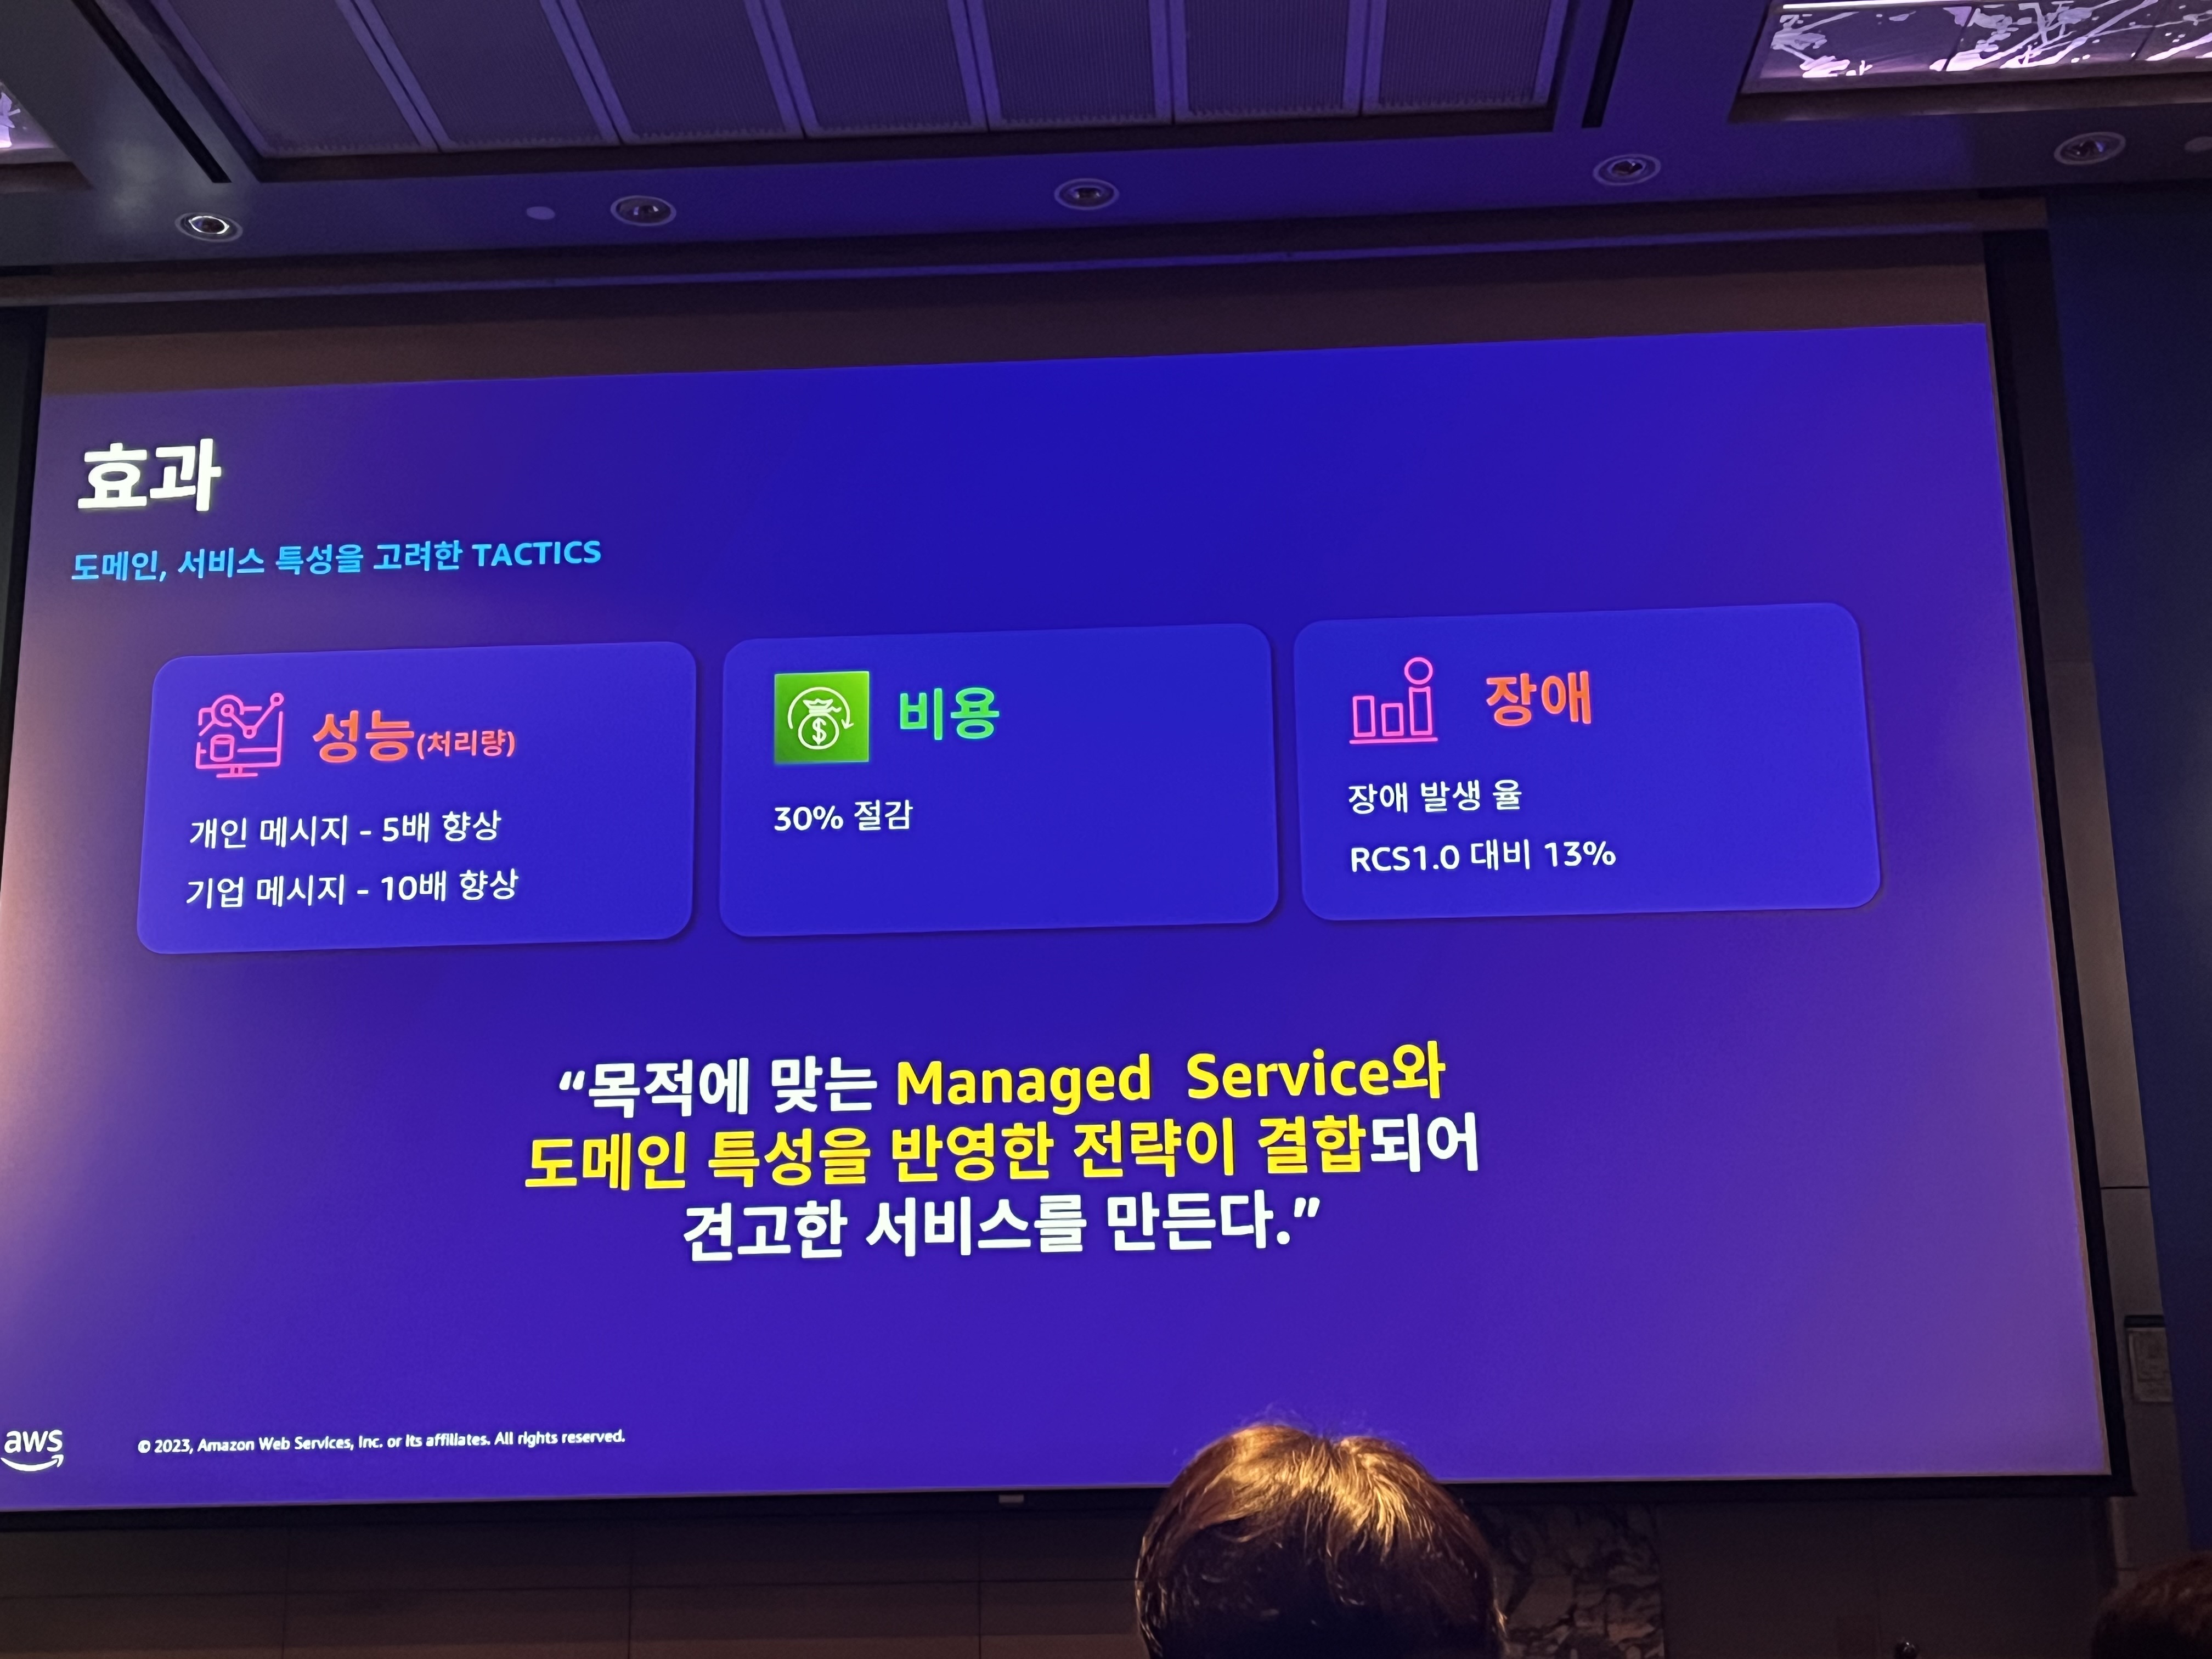 효과
도메인, 서비스 특성을 고려한 TACTICS
성능(처리량)
개인 메시지 - 5배 향상
기업 메시지 - 10배 향상
비용
30% 절감
장애
장애 발생 율
RCS1.0 대비 13%
“목적에 맞는 Managed Service와
도메인 특성을 반영한 전략이 결합되어
견고한 서비스를 만든다.”
aws
© 2023, Amazon Web Services, Inc. or its affiliates. All rights reserved.